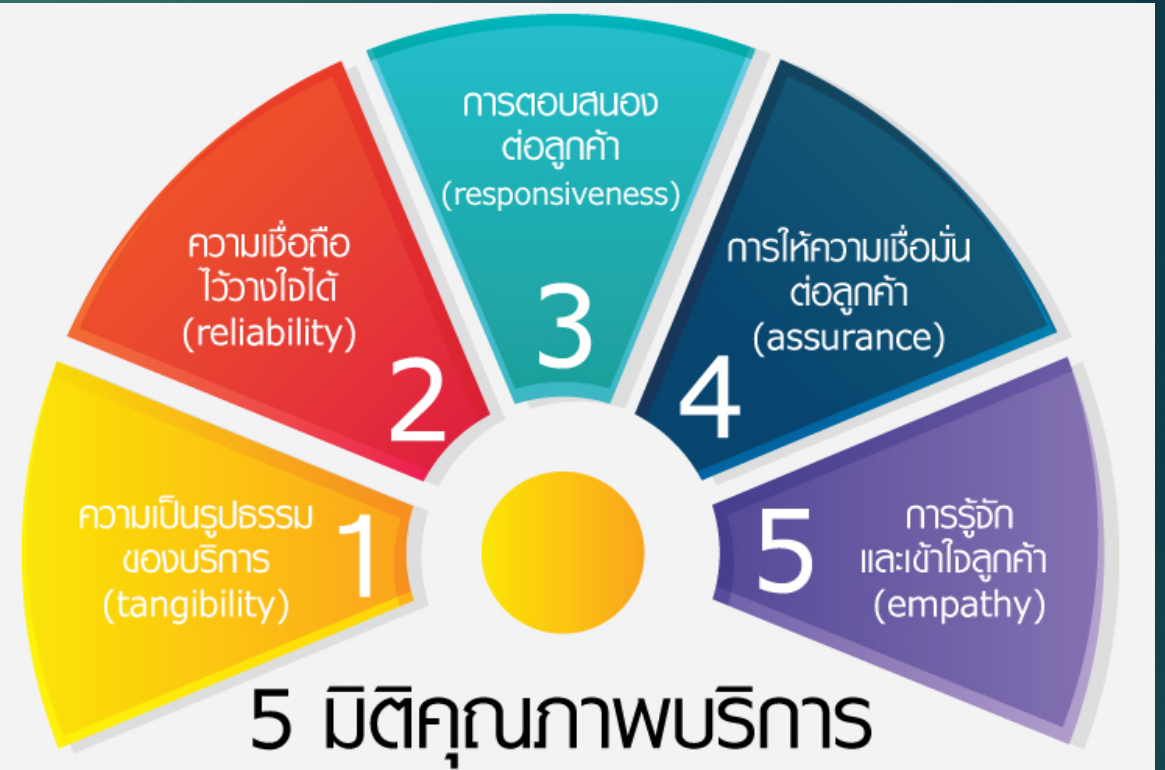 ความเป็นรูปธรรม
ของบริการ
(tangibility)
1
ความเชื่อถือ
ไว้วางใจได้
(reliability)
2
การตอบสนอง
ต่อลูกค้า
(responsiveness)
3
การให้ความเชื่อมั่น
ต่อลูกค้า
(assurance)
4
การรู้จัก
และเข้าใจลูกค้า
(empathy)
5
5 มิติคุณภาพบริการ